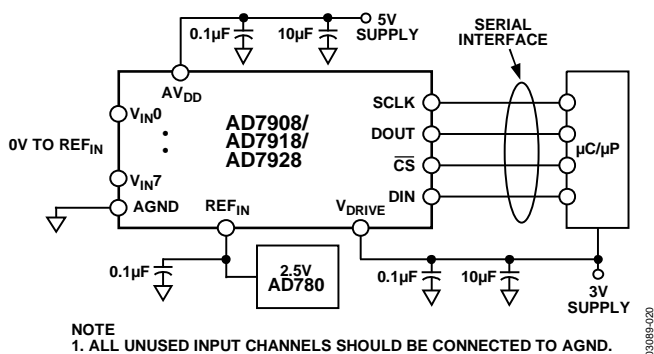 0.1µF
10µF
5V
SUPPLY
SERIAL
INTERFACE
AVDD
VIN0
0V TO REFIN
VIN7
AGND
AD7908/
AD7918/
AD7928
SCLK
DOUT
CS
DIN
µC/µP
REFIN
VDRIVE
0.1µF
2.5V
AD780
0.1µF
10µF
3V
SUPPLY
NOTE
1. ALL UNUSED INPUT CHANNELS SHOULD BE CONNECTED TO AGND.
03089-020